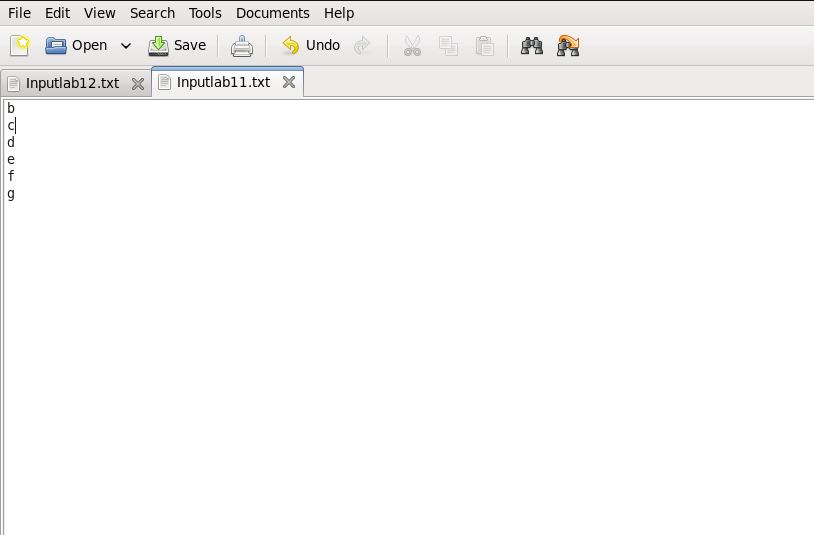 File Edit View Search Tools Documents Help
Open Save Undo
Inputlab12.txt Inputlab11.txt
b
c
d
e
f
g